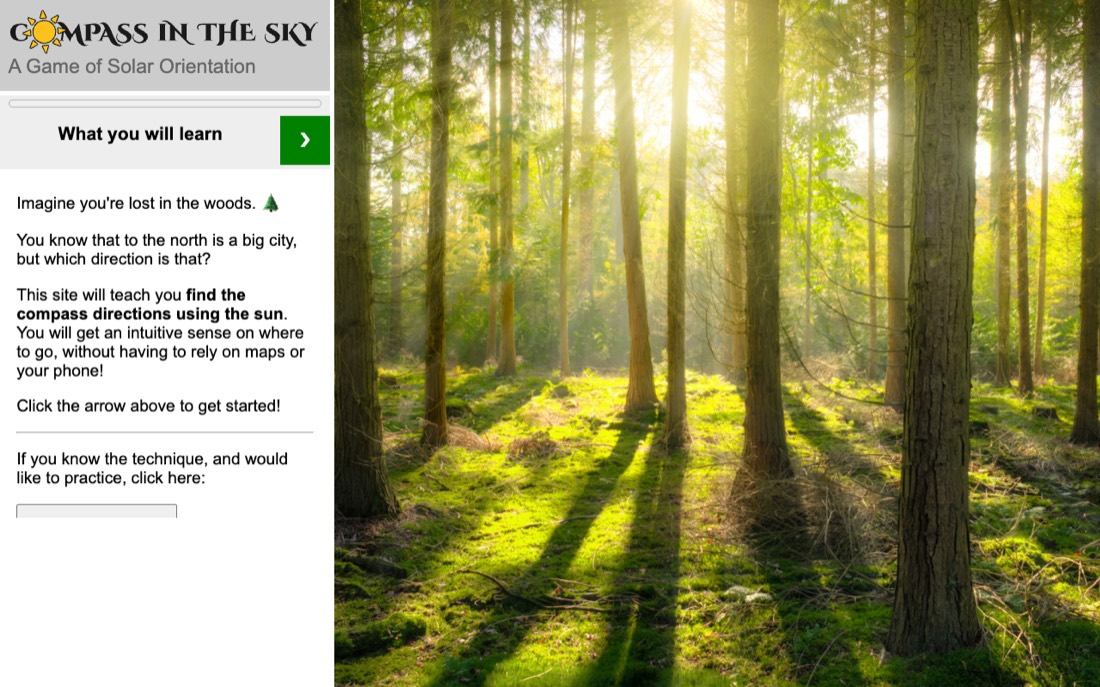 COMPASS IN THE SKY
A Game of Solar Orientation
What you will learn
Imagine you're lost in the woods. 🌲
You know that to the north is a big city,
but which direction is that?
This site will teach you find the
compass directions using the sun.
You will get an intuitive sense on where
to go, without having to rely on maps or
your phone!
Click the arrow above to get started!
If you know the technique, and would
like to practice, click here: